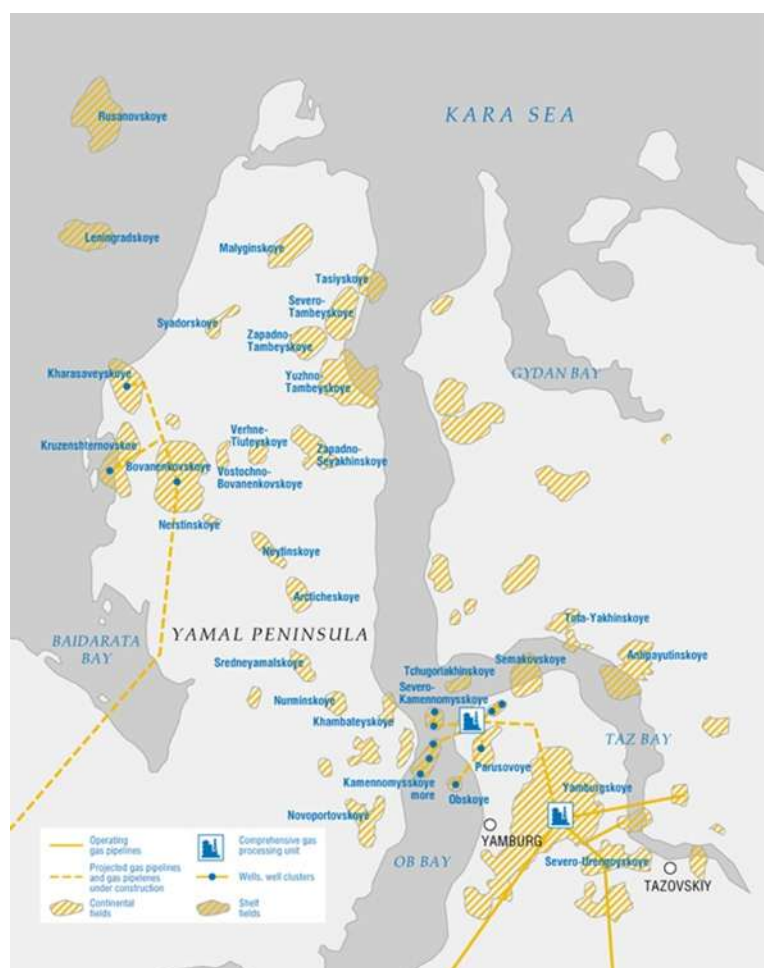 KARA SEA
Rusanovskoye
Leningradskoye
Malyginskoye
Tasiyskoye
Severo-
Tambeyskoye
Syadorskoye
Zapadno-
Tambeyskoye
Kharasaveyskoye
Yuzhno-
Tambeyskoye
GYDAN BAY
Kruzenshternovskoe
Verhne-
Tiuteyskoye
Zapadno-
Seyakhinskoye
Bovanenkovskoye
Vostochno-
Bovanenkovskoye
Nerstinskoye
Neytinskoye
Arcticheskoye
YAMAL PENINSULA
BAIDARATA
BAY
Tota-Yakhinskoye
Antipayutinskoye
Semakovskoye
Tchugoriakhinskoye
Sredneyamalskoye
Severo-
Kamennomysskoye
Nurminskoye
Khambateyskoye
TAZ BAY
Parusovoye
Kamennomysskoye
more
Obskoye
Yamburgskoye
Novoportovskoye
YAMBURG
OB BAY
Severo-Urengoyskoye
TAZOVSKIY
Operating
gas pipelines
Comprehensive gas
processing unit
Projected gas pipelines
and gas pipelenes
under construction
Wells, well clusters
Continental
fields
Shelf
fields